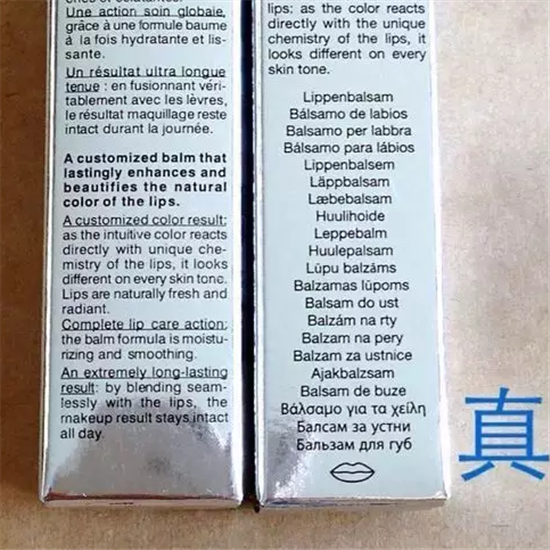 Une action soin globale,
grâce à une formule baume
à la fois hydratante et lis-
sante.
Un résultat ultra longue
tenue : en fusionnant véri-
tablement avec les lèvres,
le résultat maquillage reste
intact durant la journée.
A customized balm that
lastingly enhances and
beautifies the natural
color of the lips.
A customized color result:
as the intuitive color reacts
directly with unique che-
mistry of the lips, it looks
different on every skin tone.
Lips are naturally fresh and
radiant.
Complete lip care action:
the balm formula is moistu-
rizing and smoothing.
An extremely long-lasting
result: by blending seam-
lessly with the lips, the
makeup result stays intact
all day.
lips: as the color reacts
directly with the unique
chemistry of the lips, it
looks different on every
skin tone.
Lippenbalsam
Bálsamo de labios
Balsamo per labbra
Bálsamo para lábios
Lippenbalsem
Läppbalsam
Læbebalsam
Huulihoide
Leppebalm
Huulepalsam
Lūpu balzāms
Balzamas lūpoms
Balsam do ust
Balzám na rty
Balzam na pery
Balzam za ustnice
Ajakbalzsam
Balsam de buze
Βάλσαμο για τα χείλη
Балсам за устни
Бальзам для губ
真